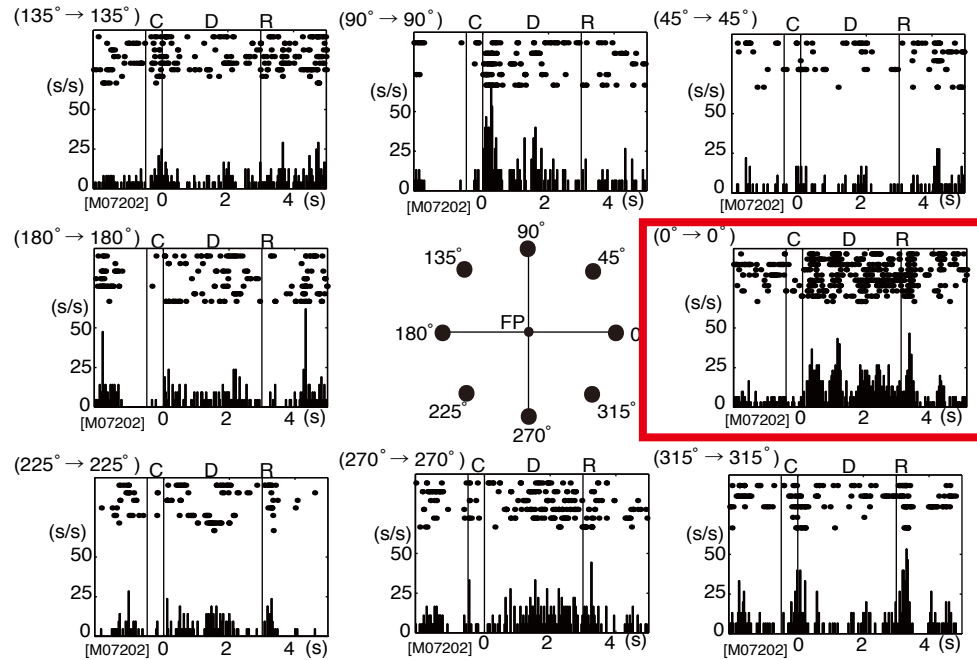 (135° → 135°)
C D R
(s/s)
50
25
0
[M07202] 0 2 4 (s)
(90° → 90°)
C D R
(s/s)
50
25
0
[M07202] 0 2 4 (s)
(45° → 45°)
C D R
(s/s)
50
25
0
[M07202] 0 2 4 (s)
(180° → 180°)
C D R
(s/s)
50
25
0
[M07202] 0 2 4 (s)
90°
135° 45°
180° FP 0
225° 315°
270°
(0° → 0°)
C D R
(s/s)
50
25
0
[M07202] 0 2 4 (s)
(225° → 225°)
C D R
(s/s)
50
25
0
[M07202] 0 2 4 (s)
(270° → 270°)
C D R
(s/s)
50
25
0
[M07202] 0 2 4 (s)
(315° → 315°)
C D R
(s/s)
50
25
0
[M07202] 0 2 4 (s)